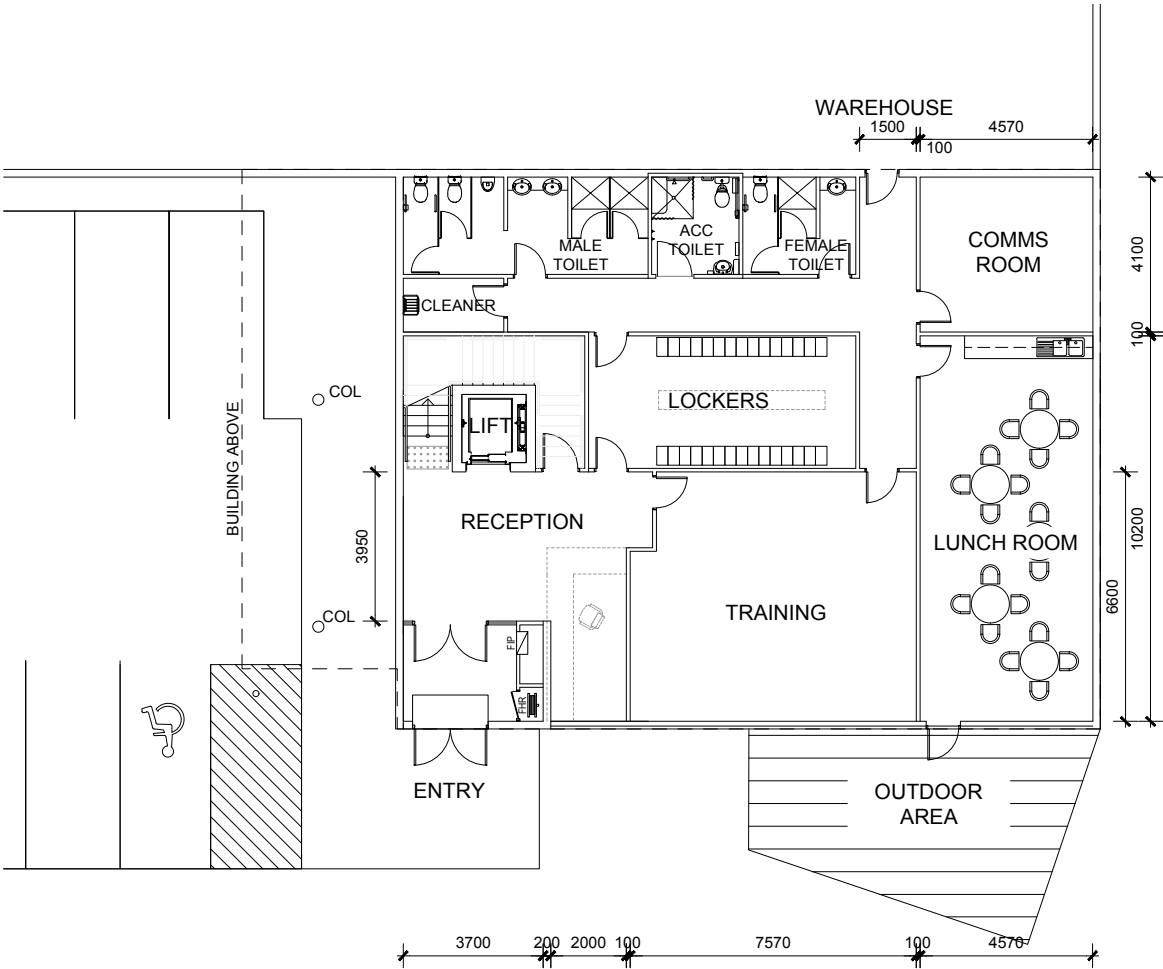 WAREHOUSE
1500
4570
100
COMMS
ROOM
4100
MALE
TOILET
ACC
TOILET
FEMALE
TOILET
CLEANER
100
COL
LIFT
LOCKERS
BUILDING ABOVE
RECEPTION
3950
LUNCH ROOM
10200
6600
TRAINING
COL
FIP
FHR
ENTRY
OUTDOOR
AREA
3700
200
2000
100
7570
100
4570